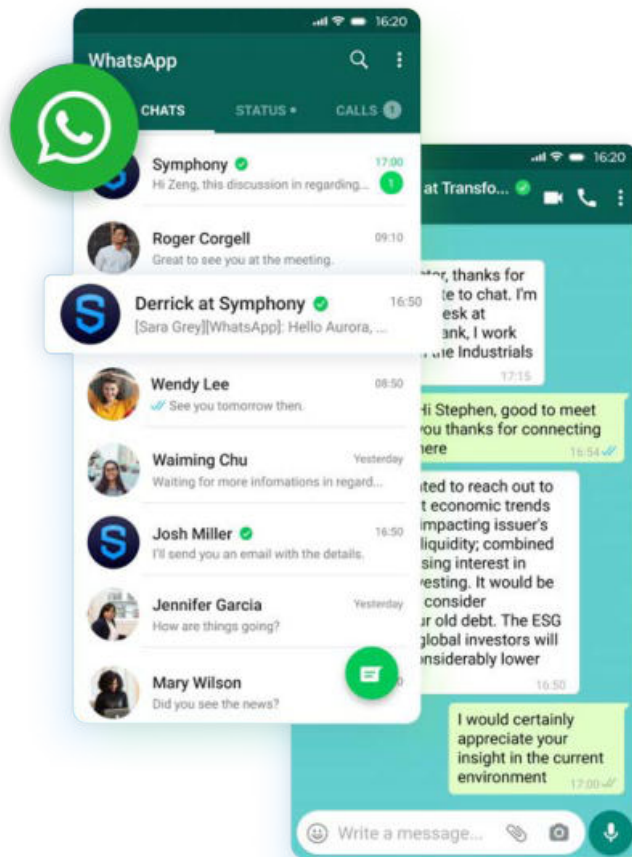 16:20
WhatsApp
CHATS STATUS • CALLS 1
Symphony 17:00
Hi Zeng, this discussion in regarding... 1
Roger Corgell 09:10
Great to see you at the meeting.
Derrick at Symphony 16:50
[Sara Grey][WhatsApp]: Hello Aurora, ...
Wendy Lee 08:50
See you tomorrow then.
Waiming Chu Yesterday
Waiting for more infomations in regard...
Josh Miller 16:50
I'll send you an email with the details.
Jennifer Garcia Yesterday
How are things going?
Mary Wilson
Did you see the news?
16:20
at Transfo...
thanks for
to chat. I'm
at
I work
the Industrials
17:15
Hi Stephen, good to meet
you thanks for connecting
here
16:54
to reach out to
economic trends
impacting issuer's
liquidity; combined
interest in
It would be
consider
old debt. The ESG
global investors will
considerably lower
16:50
I would certainly
appreciate your
insight in the current
environment
17:00
Write a message...